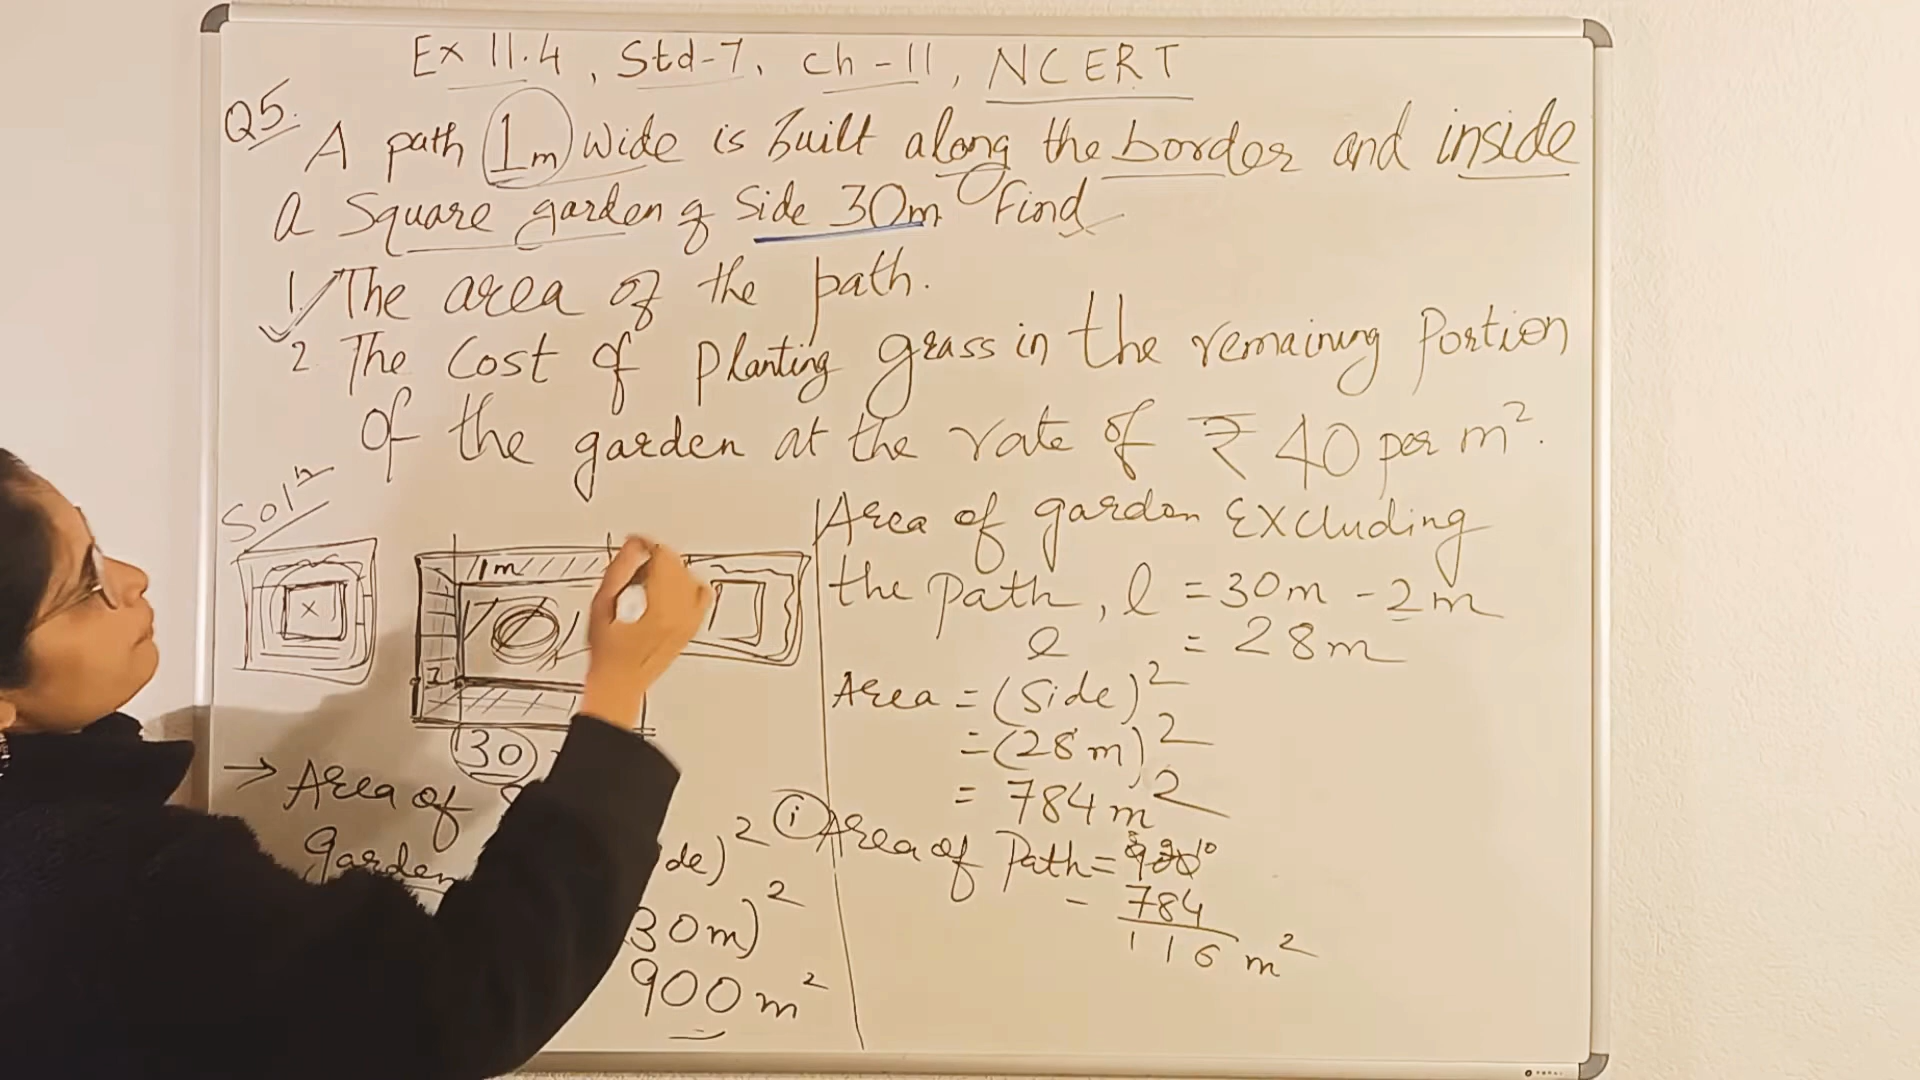 Ex 11.4, Std-7, Ch-11, NCERT
Q5. A path 1m wide is built along the border and inside
a square garden of side 30m Find
1. The area of the path.
2. The cost of planting grass in the remaining portion
of the garden at the rate of ₹ 40 per m².
Solⁿ
1m
1
30
→ Area of
garden
de)²
30m)²
900 m²
Area of garden Excluding
the path, l = 30m - 2m
l = 28m
Area = (side)²
= (28m)²
= 784m²
(i) Area of Path = 900
- 784
116 m²